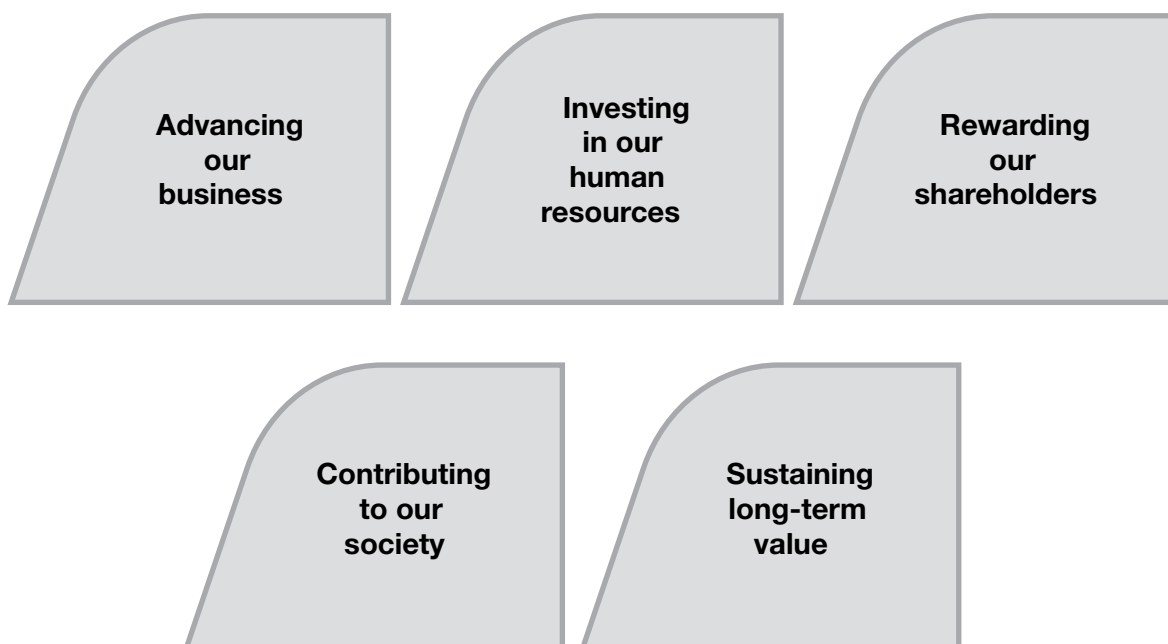 Advancing
our
business
Investing
in our
human
resources
Rewarding
our
shareholders
Contributing
to our
society
Sustaining
long-term
value